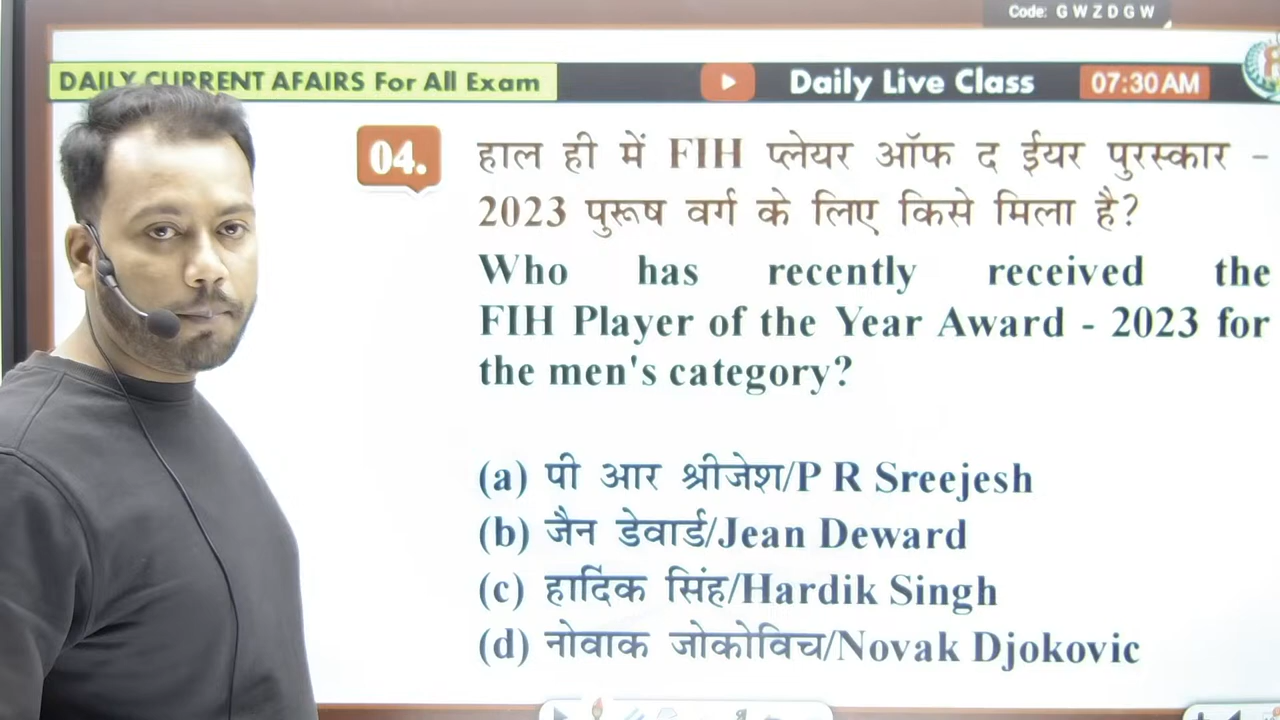 Code: G W Z D G W
DAILY CURRENT AFAIRS For All Exam
Daily Live Class
07:30 AM
04.
हाल ही में FIH प्लेयर ऑफ द ईयर पुरस्कार -
2023 पुरूष वर्ग के लिए किसे मिला है?
Who has recently received the
FIH Player of the Year Award - 2023 for
the men's category?
(a) पी आर श्रीजेश/P R Sreejesh
(b) जैन डेवार्ड/Jean Deward
(c) हार्दिक सिंह/Hardik Singh
(d) नोवाक जोकोविच/Novak Djokovic